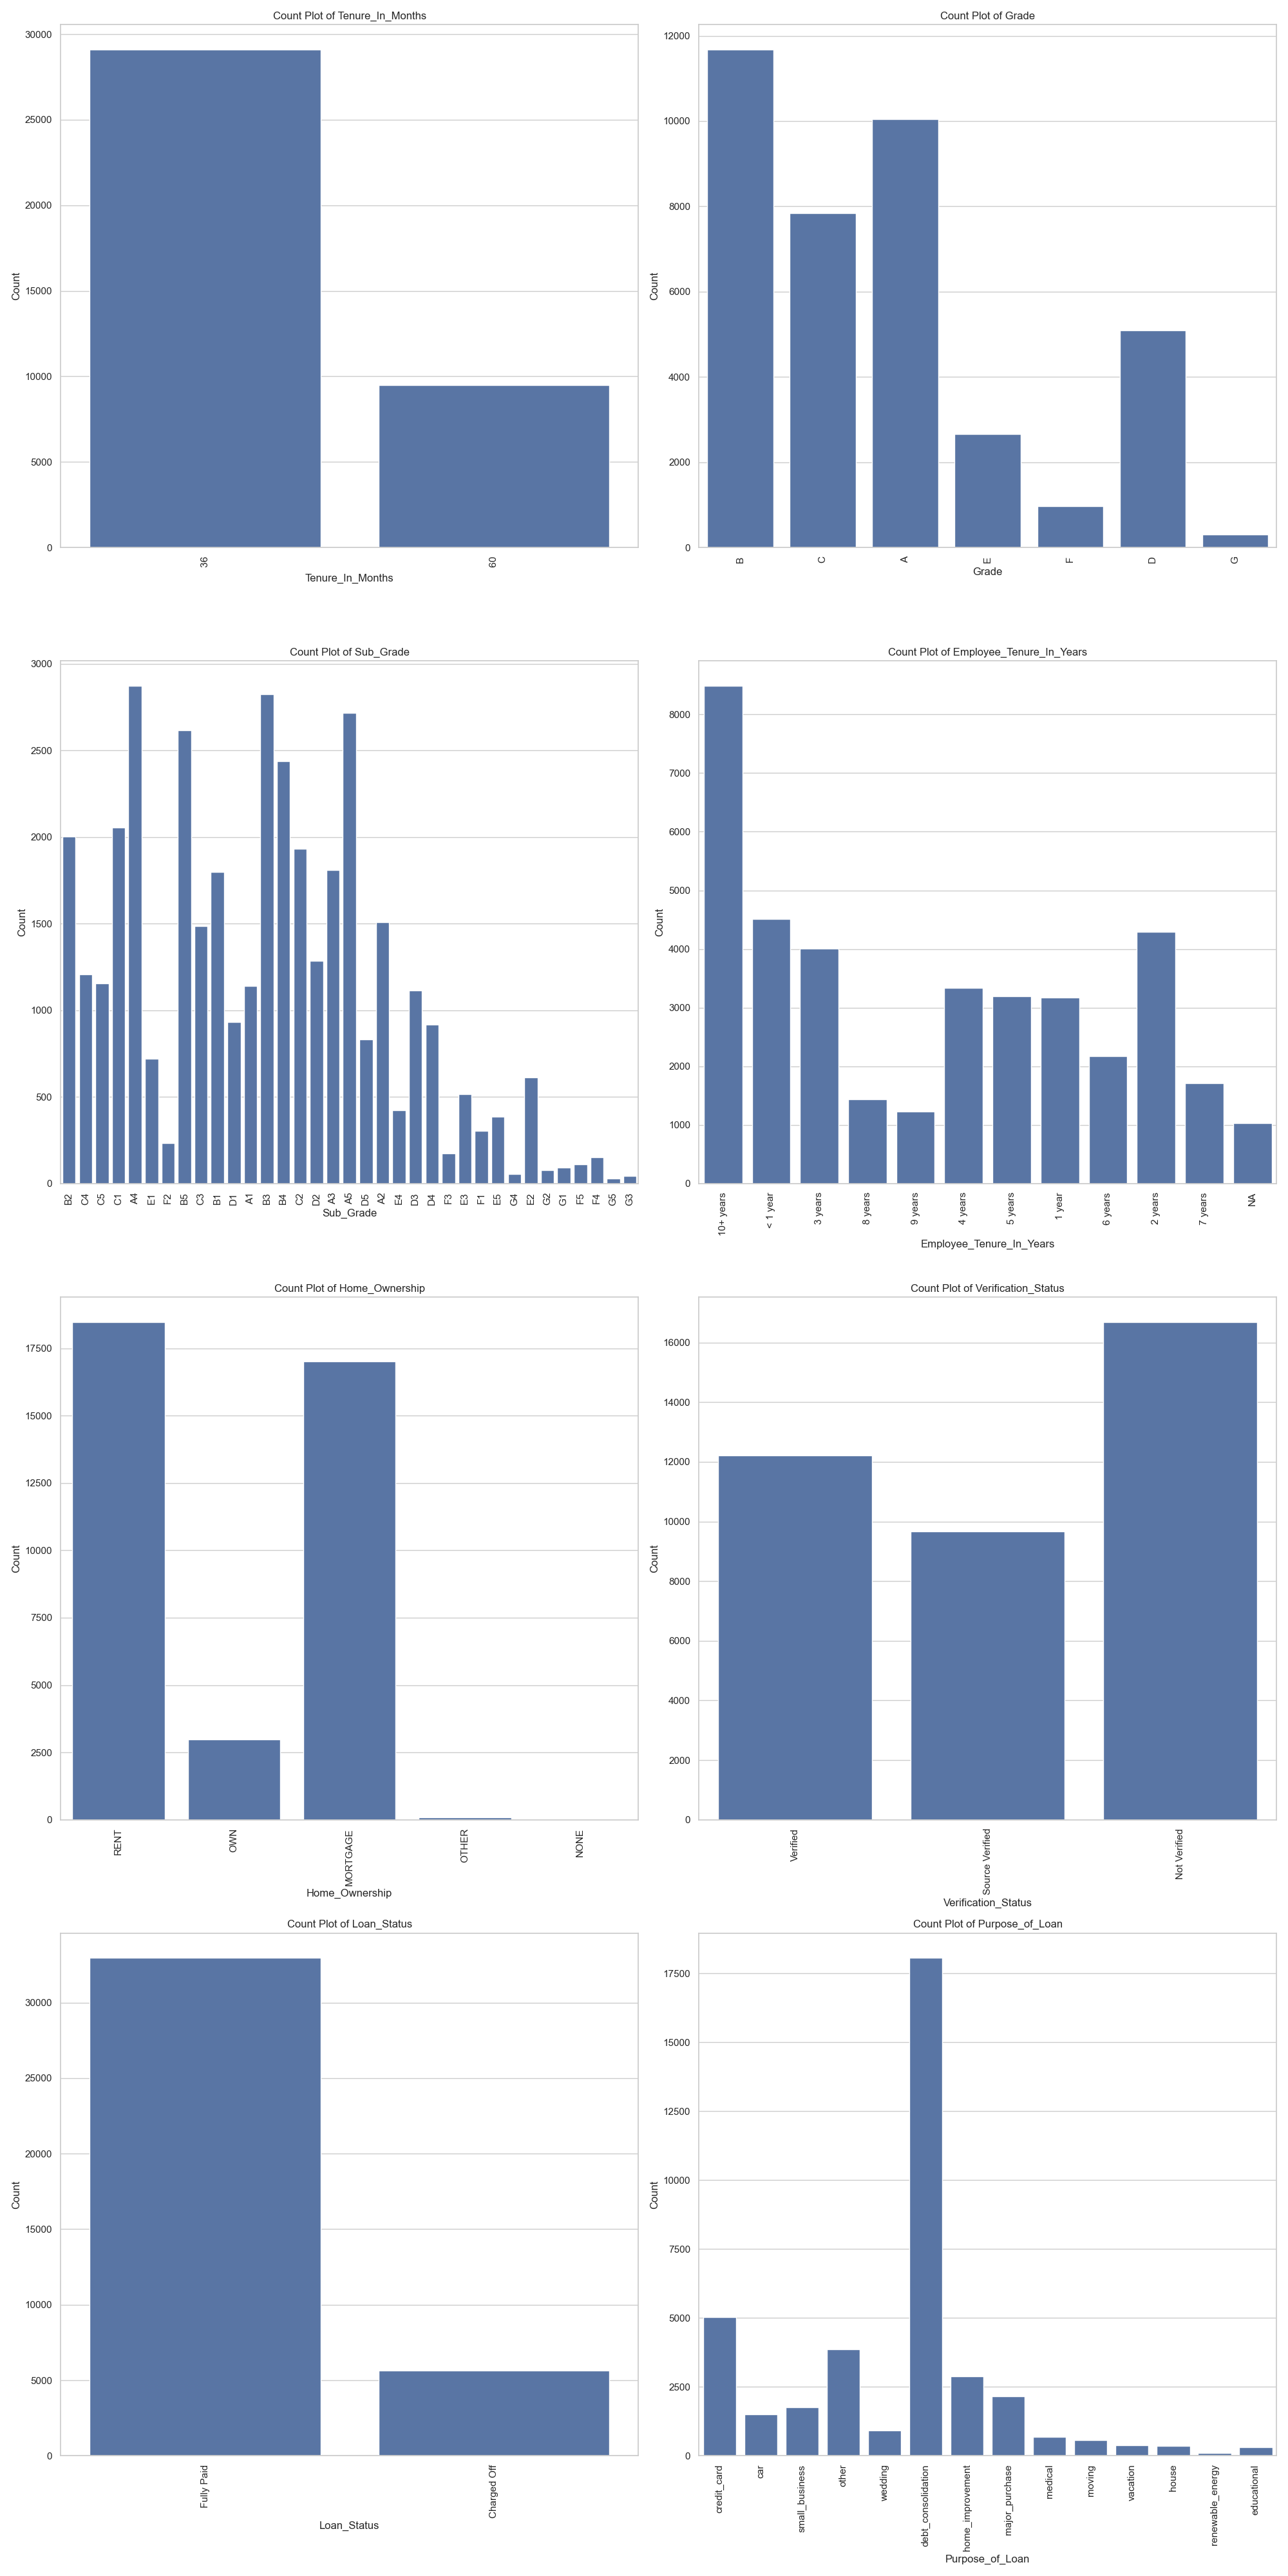 Count Plot of Tenure_In_Months
Count
30000
25000
20000
15000
10000
5000
0
36
60
Tenure_In_Months
Count Plot of Grade
Count
12000
10000
8000
6000
4000
2000
0
B
C
A
E
F
D
G
Grade
Count Plot of Sub_Grade
Count
3000
2500
2000
1500
1000
500
0
B2
C4
C5
C1
A4
E1
F2
B5
C3
B1
D1
A1
B3
B4
C2
D2
A3
A5
D5
A2
E4
D3
D4
F3
E3
F1
E5
G4
E2
G2
G1
F5
F4
G5
G3
Sub_Grade
Count Plot of Employee_Tenure_In_Years
Count
8000
7000
6000
5000
4000
3000
2000
1000
0
10+ years
< 1 year
3 years
8 years
9 years
4 years
5 years
1 year
6 years
2 years
7 years
NA
Employee_Tenure_In_Years
Count Plot of Home_Ownership
Count
17500
15000
12500
10000
7500
5000
2500
0
RENT
OWN
MORTGAGE
OTHER
NONE
Home_Ownership
Count Plot of Verification_Status
Count
16000
14000
12000
10000
8000
6000
4000
2000
0
Verified
Source Verified
Not Verified
Verification_Status
Count Plot of Loan_Status
Count
30000
25000
20000
15000
10000
5000
0
Fully Paid
Charged Off
Loan_Status
Count Plot of Purpose_of_Loan
Count
17500
15000
12500
10000
7500
5000
2500
0
credit_card
car
small_business
other
wedding
debt_consolidation
home_improvement
major_purchase
medical
moving
vacation
house
renewable_energy
educational
Purpose_of_Loan